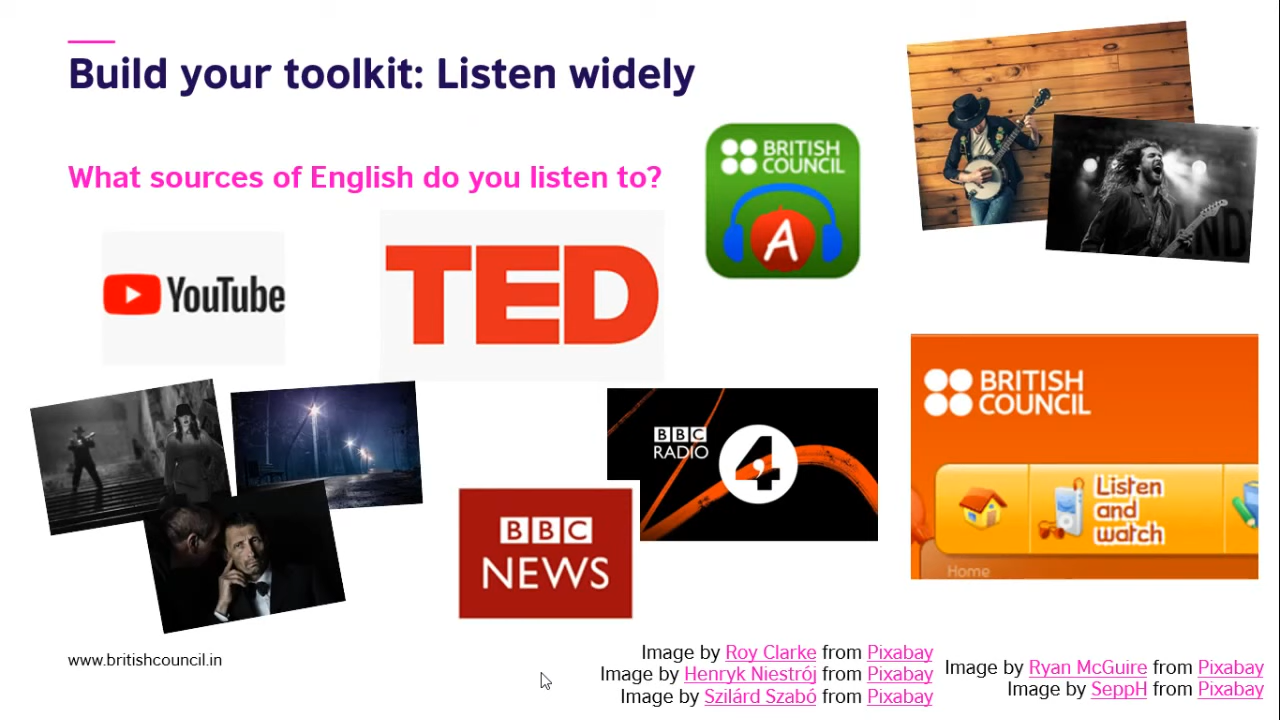 Build your toolkit: Listen widely
What sources of English do you listen to?
BRITISH
COUNCIL
A
YouTube
TED
BRITISH
COUNCIL
Listen
and
watch
Home
BBC
RADIO
4
BBC
NEWS
www.britishcouncil.in
Image by Roy Clarke from Pixabay
Image by Henryk Niestrój from Pixabay
Image by Szilárd Szabó from Pixabay
Image by Ryan McGuire from Pixabay
Image by SeppH from Pixabay